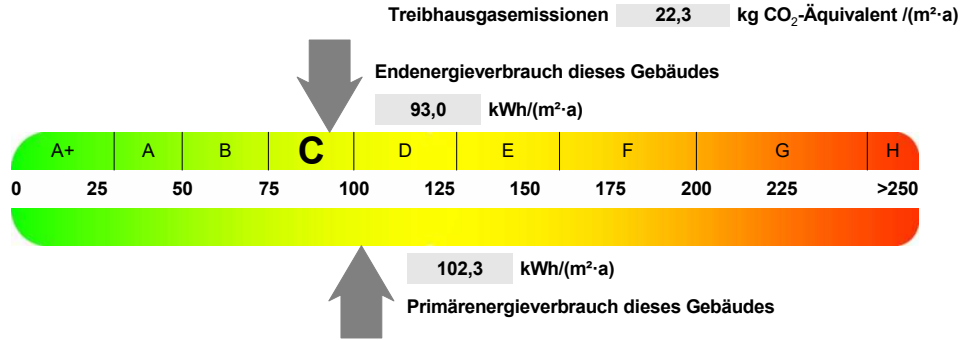 Treibhausgasemissionen 22,3 kg CO₂-Äquivalent /(m²·a)
Endenergieverbrauch dieses Gebäudes
93,0 kWh/(m²·a)
A+ A B C D E F G H
0 25 50 75 100 125 150 175 200 225 >250
102,3 kWh/(m²·a)
Primärenergieverbrauch dieses Gebäudes